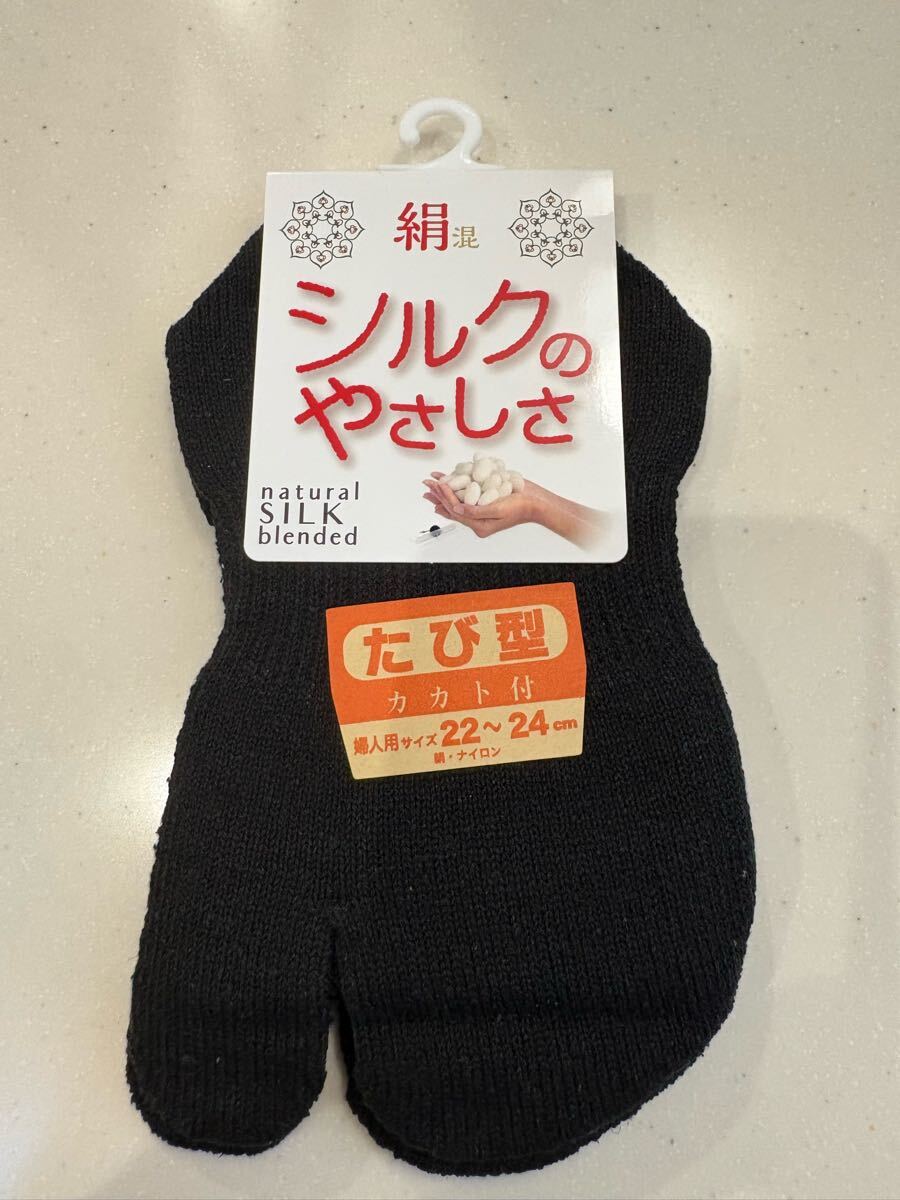 絹混
シルクの
やさしさ
natural
SILK
blended
たび型
カカト付
婦人用サイズ22～24cm
絹・ナイロン